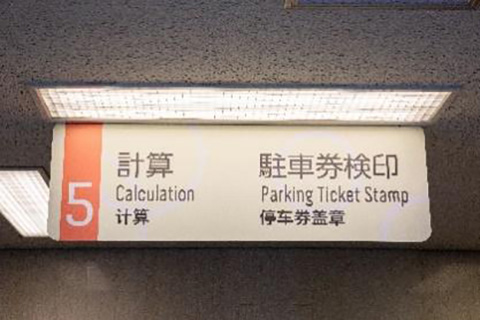 5
計算
Calculation
计算
駐車券検印
Parking Ticket Stamp
停车券盖章